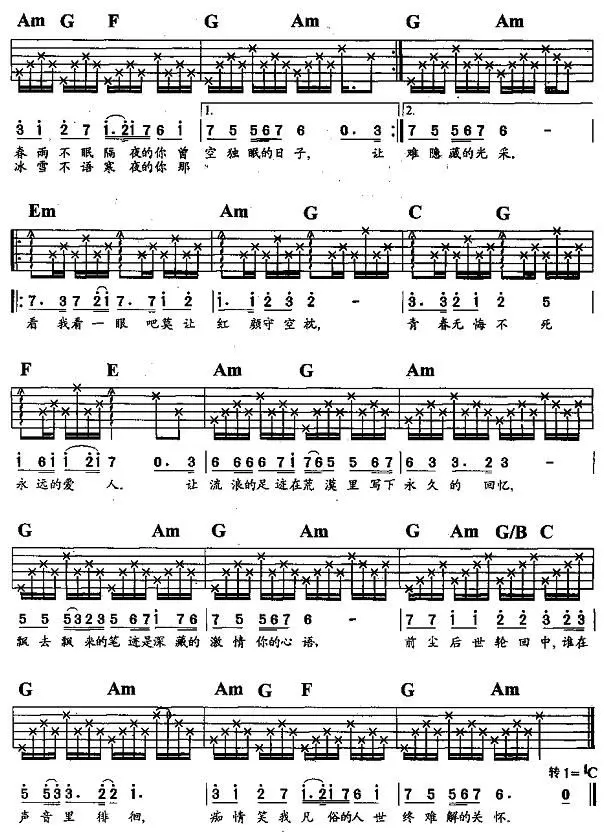 Am G F G Am G Am
1. 2.
3 i 2 7 i. 2 i 7 6 i 7 5 5 6 7 6 0. 3 :| 7 5 5 6 7 6 -
春雨不眠隔夜的你曾空独眠的日子, 让 难隐藏的光采.
冰雪不语寒夜的你那
Em Am G C G
|: 7. 3 7 2 i 7. 7 i 2 | i. i 2 3 2 - | 3. 3 2 i 2 5
看我看一眼吧莫让红颜守空枕, 青春无悔不死
F E Am G Am
i 6 i i 2 i 7 0. 3 | 6 6 6 6 6 7 i 7 6 5 5 6 7 | 6 3 3. 2 3 -
永远的爱人. 让流浪的足迹在荒漠里写下永久的回忆,
G Am G Am G Am G/B C
5 5 5 3 2 3 5 6 7 i 7 6 | 7 5 5 6 7 6 - | 7 7 i i 2 2 3 2 3
飘去飘来的笔迹是深藏的激情你的心语, 前尘后世轮回中,谁在
G Am Am G F G Am
转1=♯C
5 5 3 3. 2 2 i | 3 i 2 7 i. 2 i 7 6 i | 7 5 5 6 7 6. 0
声音里徘徊, 痴情笑我凡俗的人世终难解的关怀.